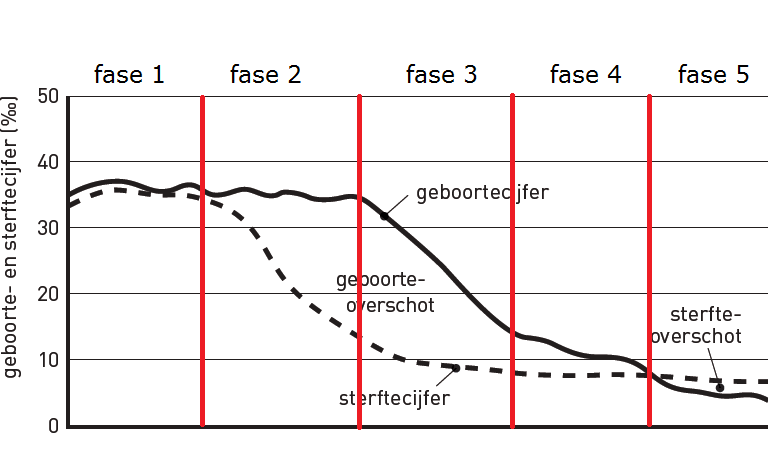 fase 1 fase 2 fase 3 fase 4 fase 5
geboorte- en sterftecijfer (‰)
50
40
30
20
10
0
geboortecijfer
geboorte-
overschot
sterftecijfer
sterfte-
overschot